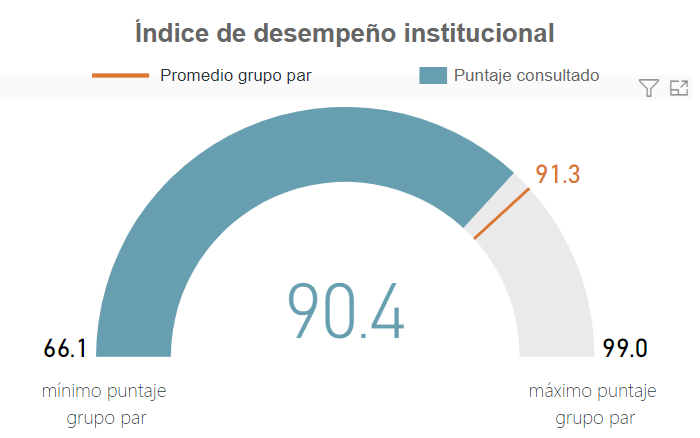 Índice de desempeño institucional
Promedio grupo par
Puntaje consultado
91.3
90.4
66.1
99.0
mínimo puntaje
grupo par
máximo puntaje
grupo par